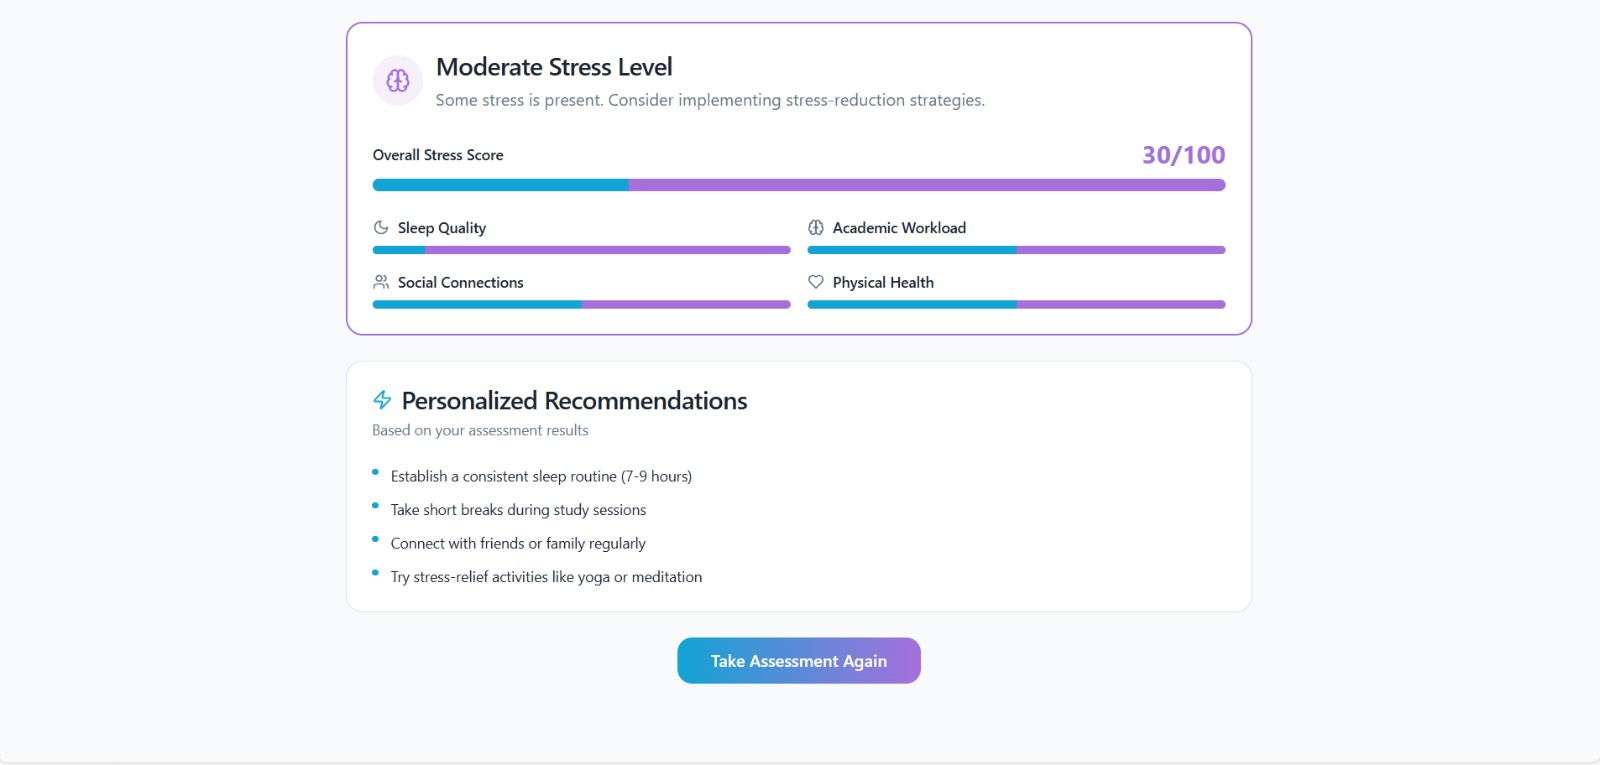 Moderate Stress Level
Some stress is present. Consider implementing stress-reduction strategies.
Overall Stress Score
30/100
Sleep Quality
Academic Workload
Social Connections
Physical Health
Personalized Recommendations
Based on your assessment results
Establish a consistent sleep routine (7-9 hours)
Take short breaks during study sessions
Connect with friends or family regularly
Try stress-relief activities like yoga or meditation
Take Assessment Again